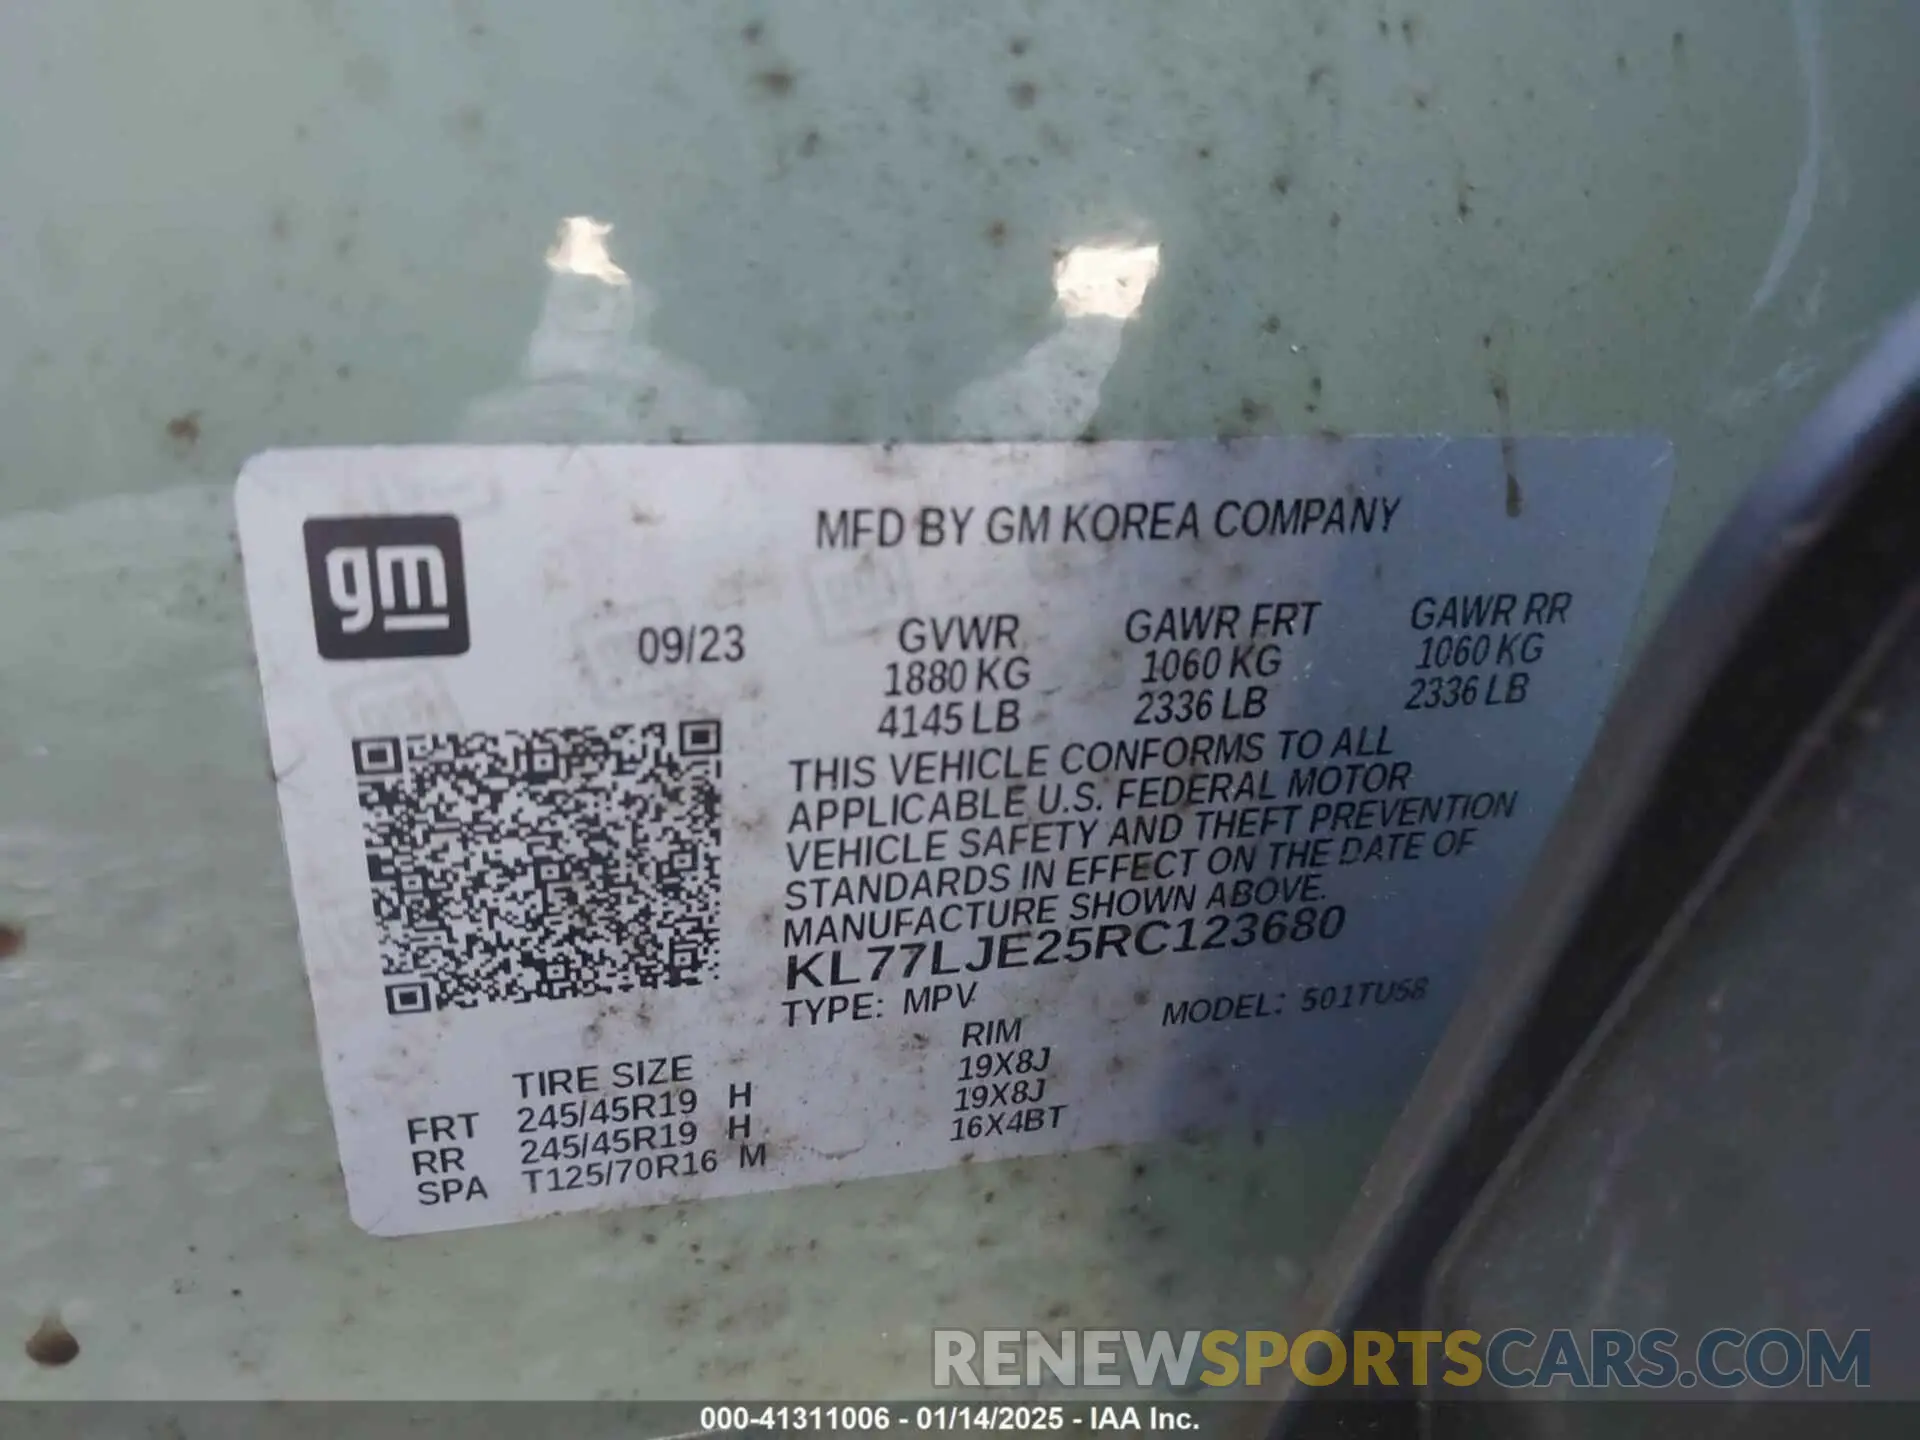 gm
MFD BY GM KOREA COMPANY
09/23
GVWR GAWR FRT GAWR RR
1880 KG 1060 KG 1060 KG
4145 LB 2336 LB 2336 LB
THIS VEHICLE CONFORMS TO ALL
APPLICABLE U.S. FEDERAL MOTOR
VEHICLE SAFETY AND THEFT PREVENTION
STANDARDS IN EFFECT ON THE DATE OF
MANUFACTURE SHOWN ABOVE.
KL77LJE25RC123680
TYPE: MPV MODEL: 501TU58
TIRE SIZE RIM
FRT 245/45R19 H 19X8J
RR 245/45R19 H 19X8J
SPA T125/70R16 M 16X4BT
RENEWSPORTSCARS.COM
000-41311006 - 01/14/2025 - IAA Inc.